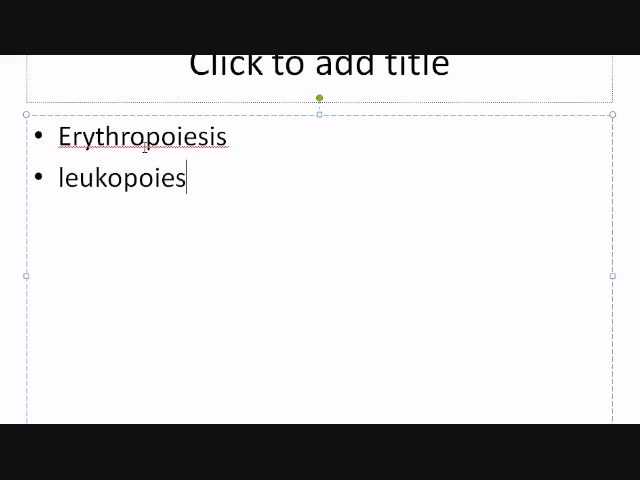 Click to add title
• Erythropoiesis
• leukopoies